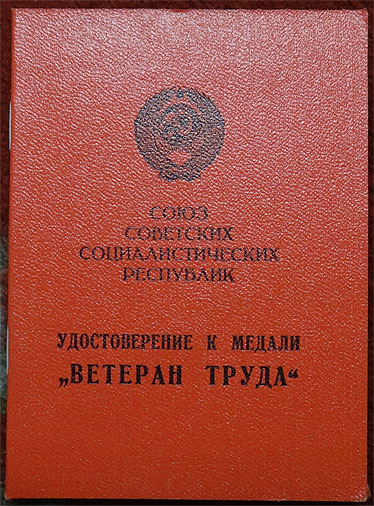 СОЮЗ
СОВЕТСКИХ
СОЦИАЛИСТИЧЕСКИХ
РЕСПУБЛИК
УДОСТОВЕРЕНИЕ К МЕДАЛИ
„ВЕТЕРАН ТРУДА“